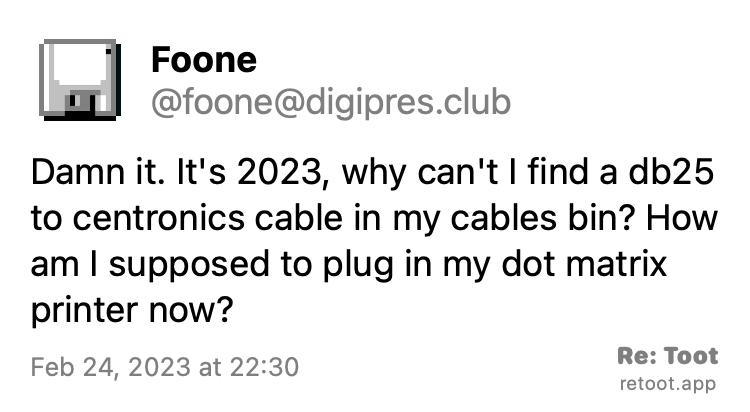 Foone
@foone@digipres.club
Damn it. It's 2023, why can't I find a db25
to centronics cable in my cables bin? How
am I supposed to plug in my dot matrix
printer now?
Feb 24, 2023 at 22:30
Re: Toot
retoot.app